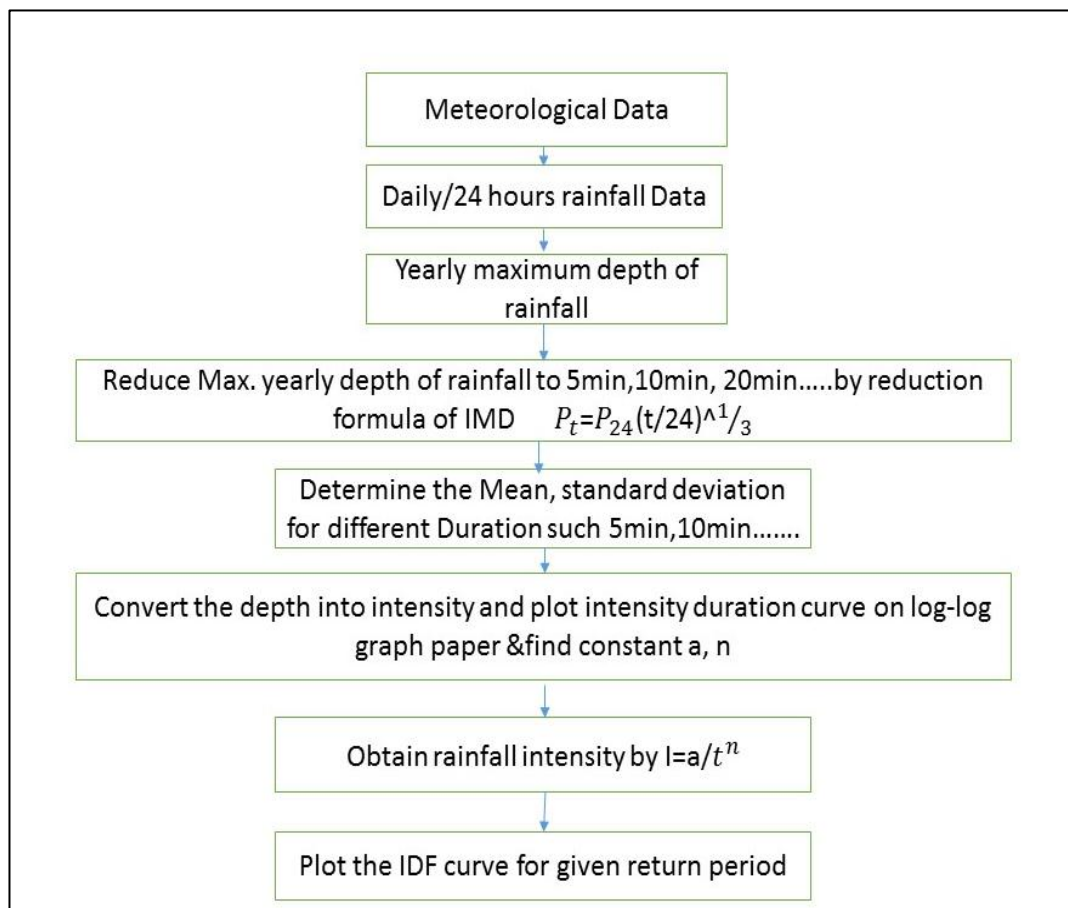 Meteorological Data
Daily/24 hours rainfall Data
Yearly maximum depth of
rainfall
Reduce Max. yearly depth of rainfall to 5min,10min, 20min.....by reduction
formula of IMD P_t=P_24(t/24)^1/3
Determine the Mean, standard deviation
for different Duration such 5min,10min.......
Convert the depth into intensity and plot intensity duration curve on log-log
graph paper &find constant a, n
Obtain rainfall intensity by I=a/t^n
Plot the IDF curve for given return period